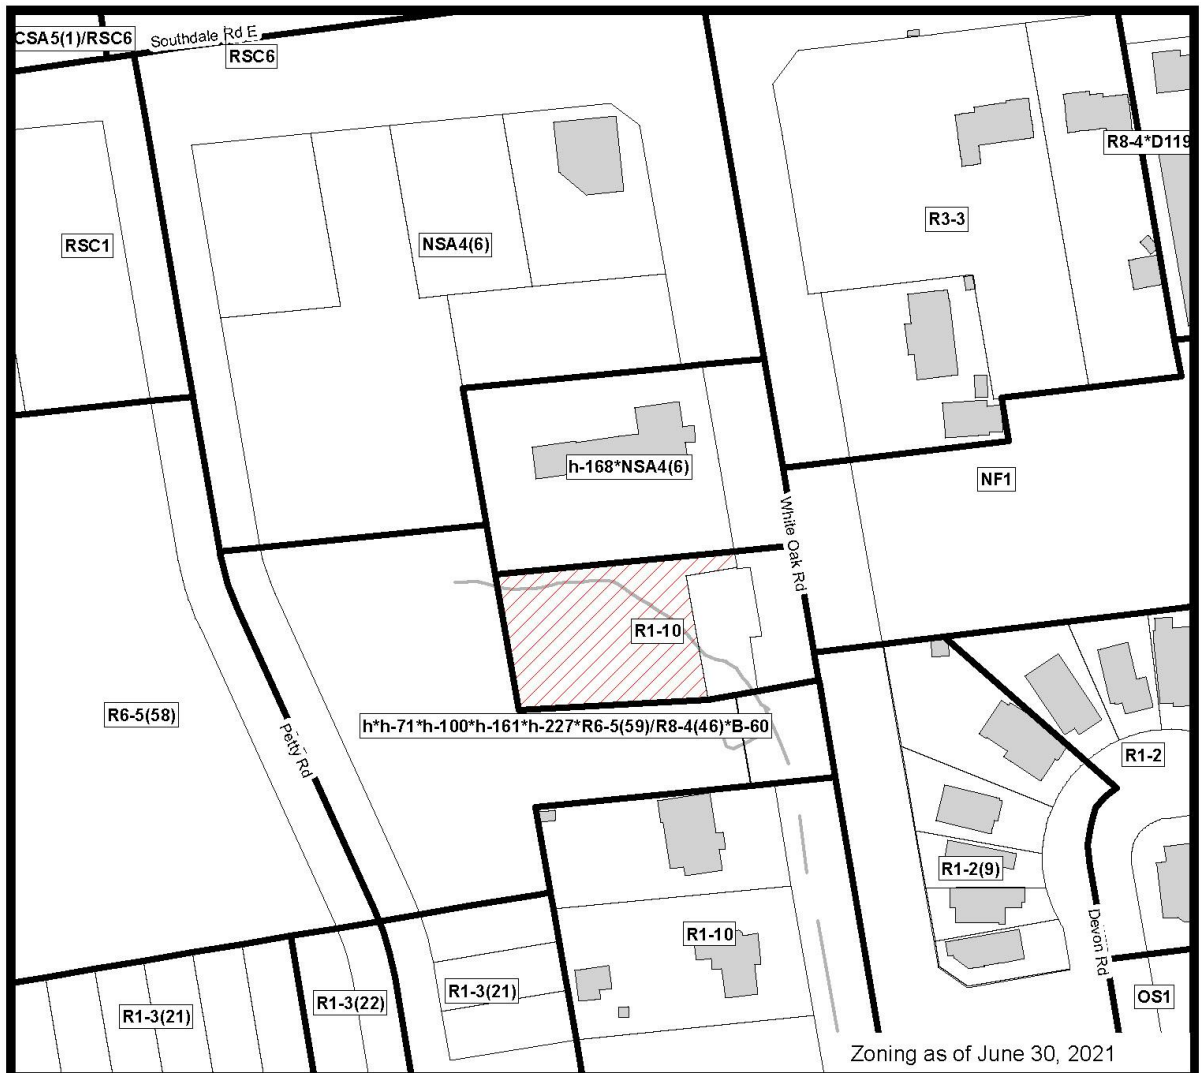 CSA5(1)/RSC6
Southdale Rd E
RSC6
R8-4*D119
R3-3
RSC1
NSA4(6)
h-168*NSA4(6)
NF1
White Oak Rd
R1-10
R6-5(58)
h*h-71*h-100*h-161*h-227*R6-5(59)/R8-4(46)*B-60
Petty Rd
R1-2
R1-2(9)
R1-10
Devon Rd
R1-3(21)
R1-3(22)
R1-3(21)
OS1
Zoning as of June 30, 2021